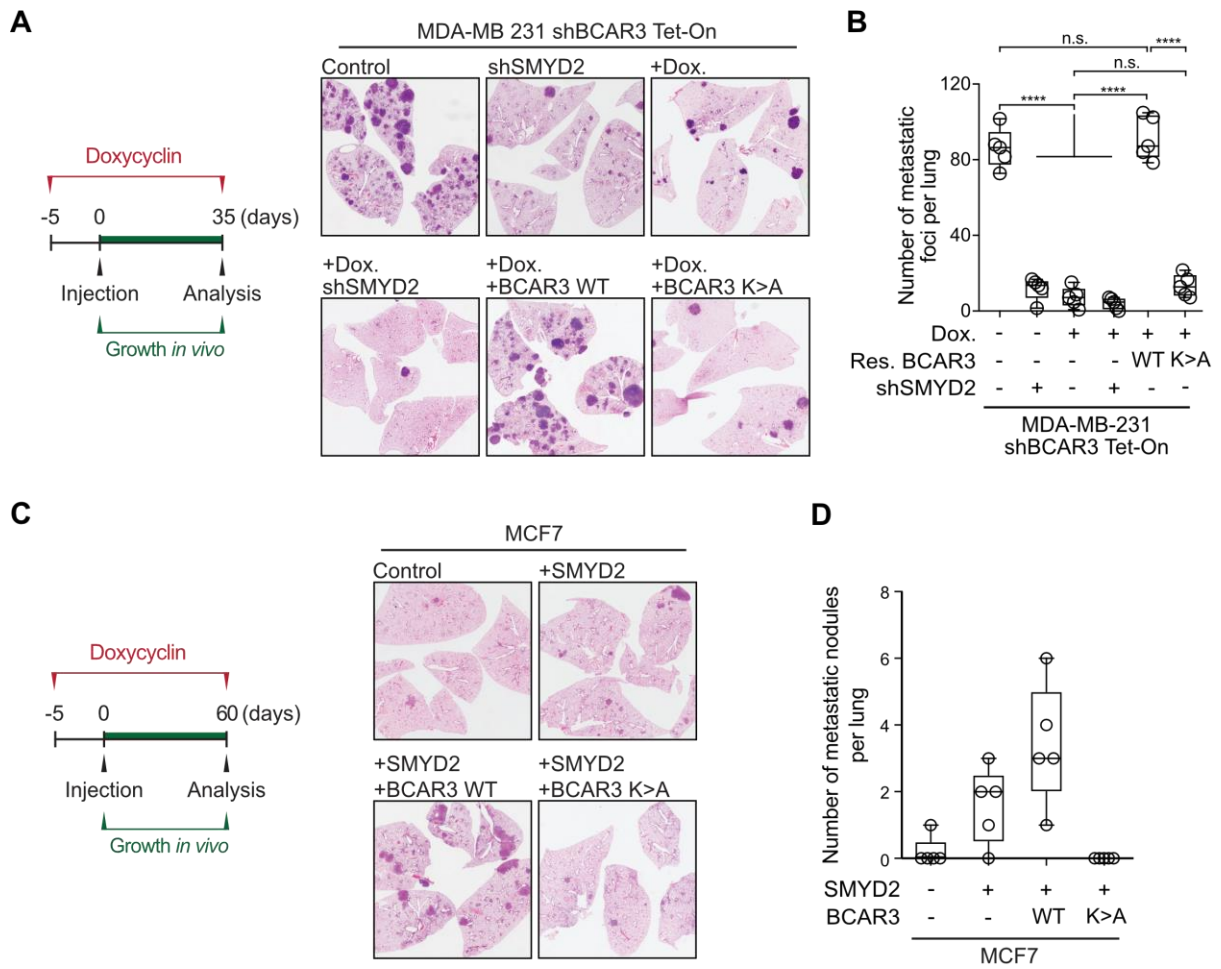 A
MDA-MB 231 shBCAR3 Tet-On
Control
shSMYD2
+Dox.
Doxycyclin
-5
0
35 (days)
Injection
Analysis
Growth in vivo
+Dox.
shSMYD2
+Dox.
+BCAR3 WT
+Dox.
+BCAR3 K>A
B
n.s.
****
n.s.
****
****
120
80
40
0
Number of metastatic
foci per lung
Dox. - - + + + +
Res. BCAR3 - - - - WT K>A
shSMYD2 - + - + - -
MDA-MB-231
shBCAR3 Tet-On
C
MCF7
Control
+SMYD2
Doxycyclin
-5
0
60 (days)
Injection
Analysis
Growth in vivo
+SMYD2
+BCAR3 WT
+SMYD2
+BCAR3 K>A
D
8
6
4
2
0
Number of metastatic nodules
per lung
SMYD2 - + + +
BCAR3 - - WT K>A
MCF7